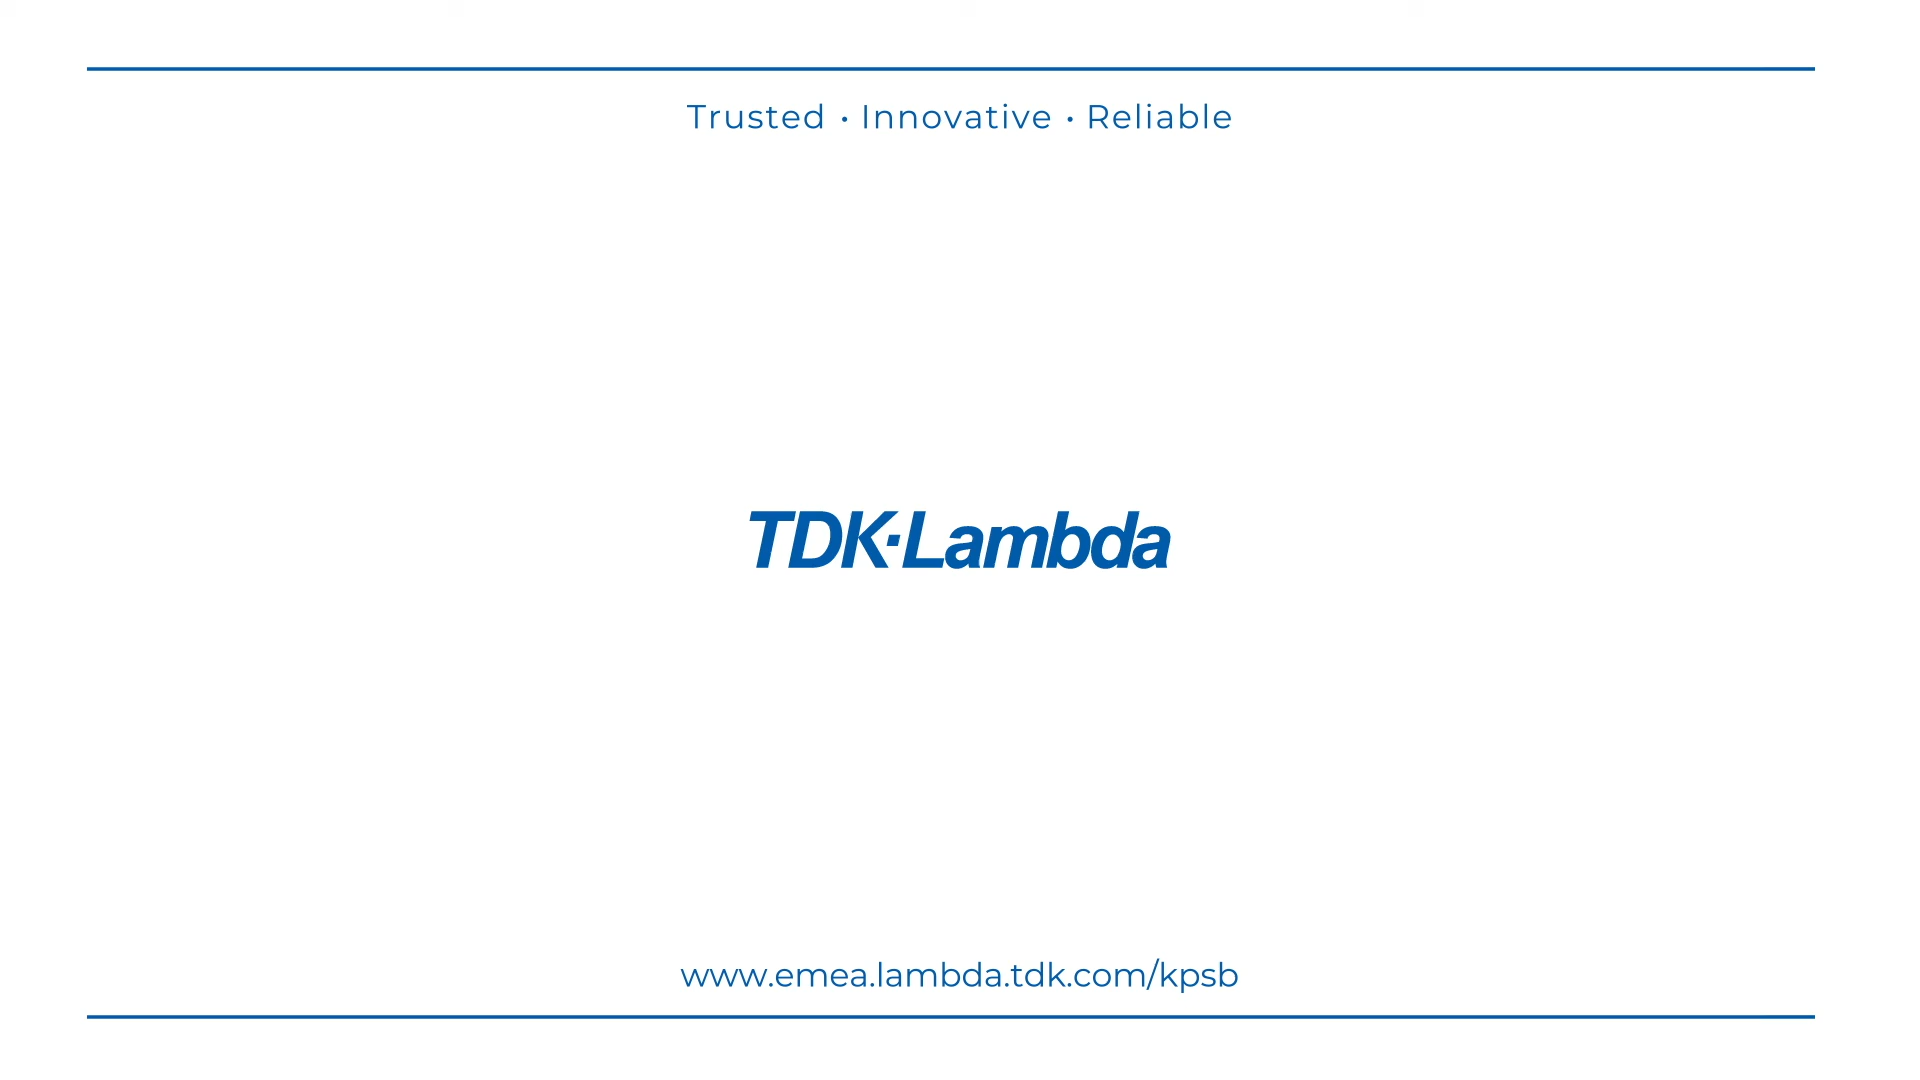 Trusted • Innovative • Reliable
TDK·Lambda
www.emea.lambda.tdk.com/kpsb